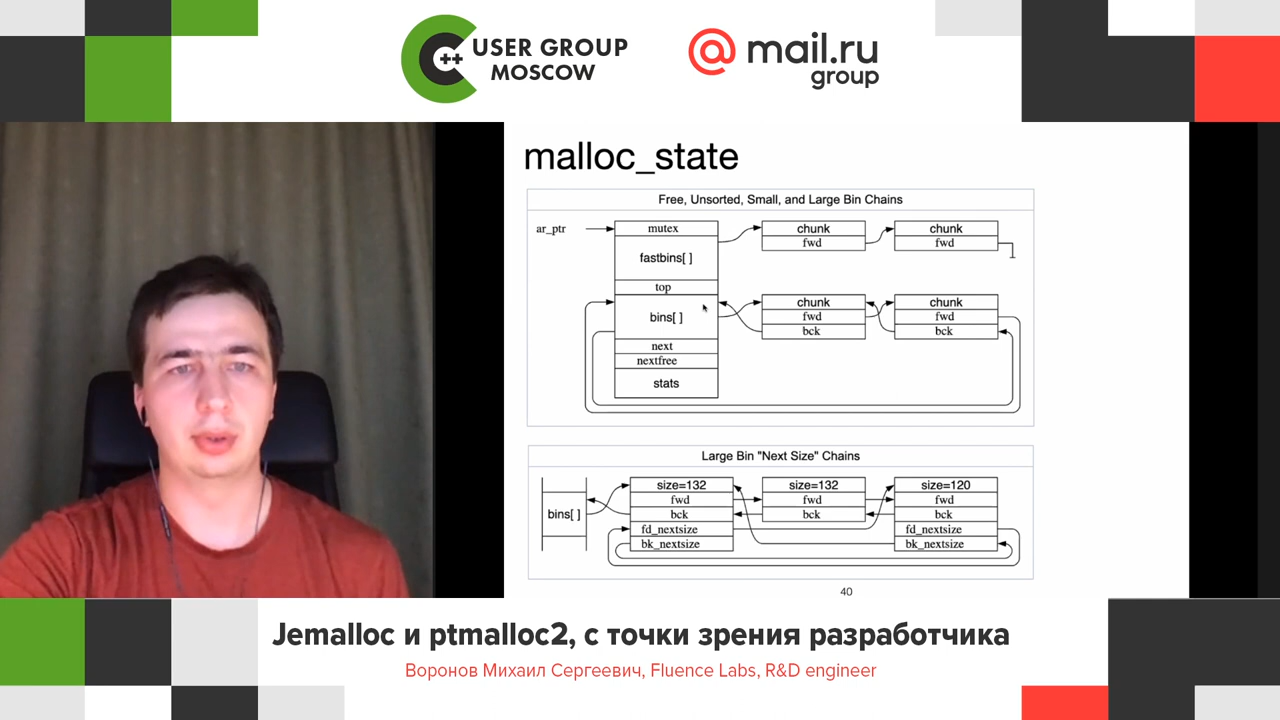 C++ USER GROUP
MOSCOW
@mail.ru
group
malloc_state
Free, Unsorted, Small, and Large Bin Chains
ar_ptr
mutex
fastbins[ ]
top
bins[ ]
next
nextfree
stats
chunk
fwd
chunk
fwd
chunk
fwd
bck
chunk
fwd
bck
Large Bin "Next Size" Chains
bins[ ]
size=132
fwd
bck
fd_nextsize
bk_nextsize
size=132
fwd
bck
size=120
fwd
bck
fd_nextsize
bk_nextsize
40
Jemalloc и ptmalloc2, с точки зрения разработчика
Воронов Михаил Сергеевич, Fluence Labs, R&D engineer